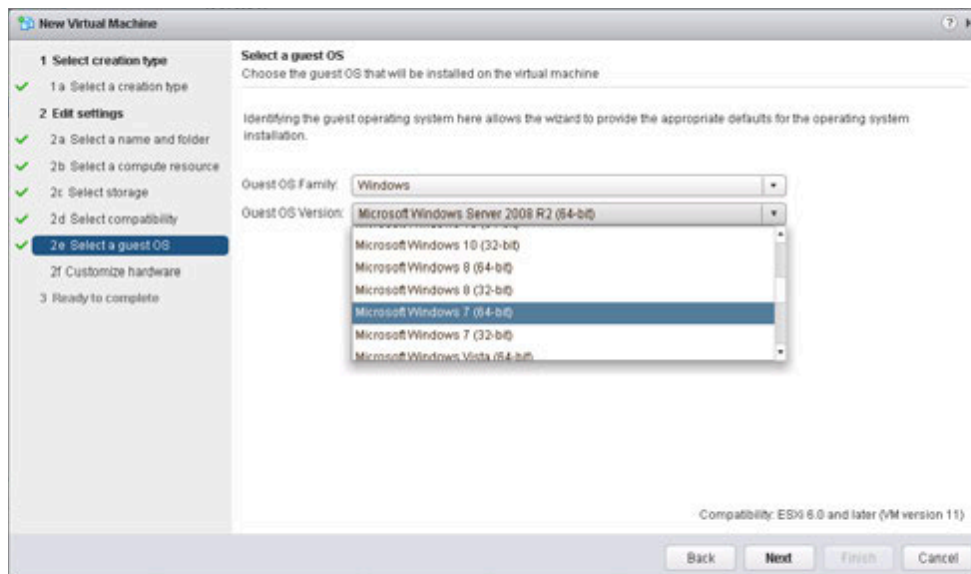 New Virtual Machine
1 Select creation type
1a Select a creation type
2 Edit settings
2a Select a name and folder
2b Select a compute resource
2c Select storage
2d Select compatibility
2e Select a guest OS
2f Customize hardware
3 Ready to complete
Select a guest OS
Choose the guest OS that will be installed on the virtual machine
Identifying the guest operating system here allows the wizard to provide the appropriate defaults for the operating system
installation.
Guest OS Family: Windows
Guest OS Version: Microsoft Windows Server 2008 R2 (64-bit)
Microsoft Windows 10 (32-bit)
Microsoft Windows 8 (64-bit)
Microsoft Windows 8 (32-bit)
Microsoft Windows 7 (64-bit)
Microsoft Windows 7 (32-bit)
Microsoft Windows Vista (64-bit)
Compatibility: ESXi 6.0 and later (VM version 11)
Back Next Finish Cancel